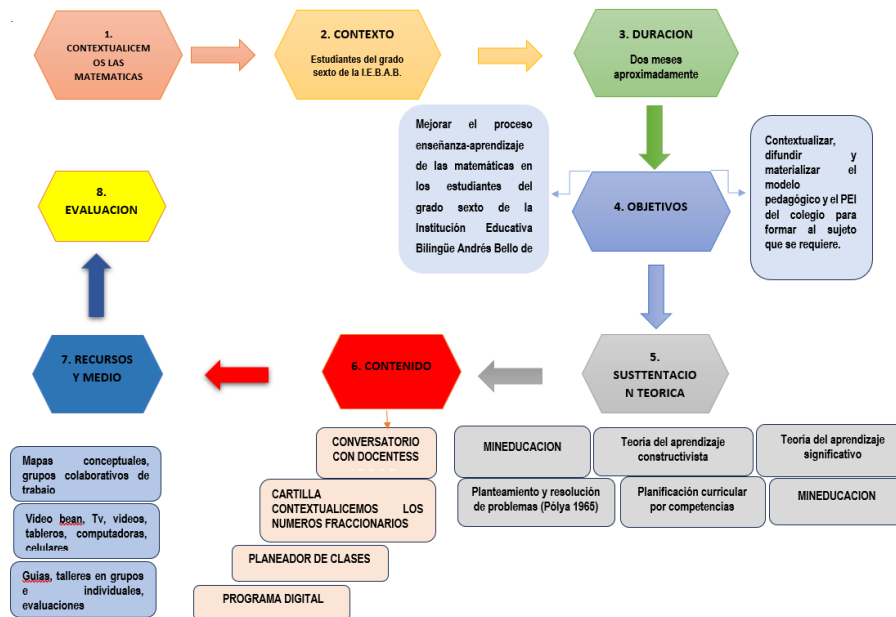 1.
CONTEXTUALICEM
OS LAS
MATEMATICAS
2. CONTEXTO
Estudiantes del grado
sexto de la I.E.B.A.B.
3. DURACION
Dos meses
aproximadamente
Mejorar el proceso
enseñanza-aprendizaje
de las matemáticas en
los estudiantes del
grado sexto de la
Institución Educativa
Bilingüe Andrés Bello de
4. OBJETIVOS
Contextualizar,
difundir y
materializar el
modelo
pedagógico y el PEI
del colegio para
formar al sujeto
que se requiere.
8.
EVALUACION
7. RECURSOS
Y MEDIO
6. CONTENIDO
5.
SUSTTENTACIO
N TEORICA
CONVERSATORIO
CON DOCENTESS
CARTILLA
CONTEXTUALICEMOS LOS
NUMEROS FRACCIONARIOS
PLANEADOR DE CLASES
PROGRAMA DIGITAL
MINEDUCACION
Teoría del aprendizaje
constructivista
Teoría del aprendizaje
significativo
Planteamiento y resolución
de problemas (Pólya 1965)
Planificación curricular
por competencias
MINEDUCACION
Mapas conceptuales,
grupos colaborativos de
trabajo
Video bean, Tv, videos,
tableros, computadoras,
celulares
Guias, talleres en grupos
e individuales,
evaluaciones